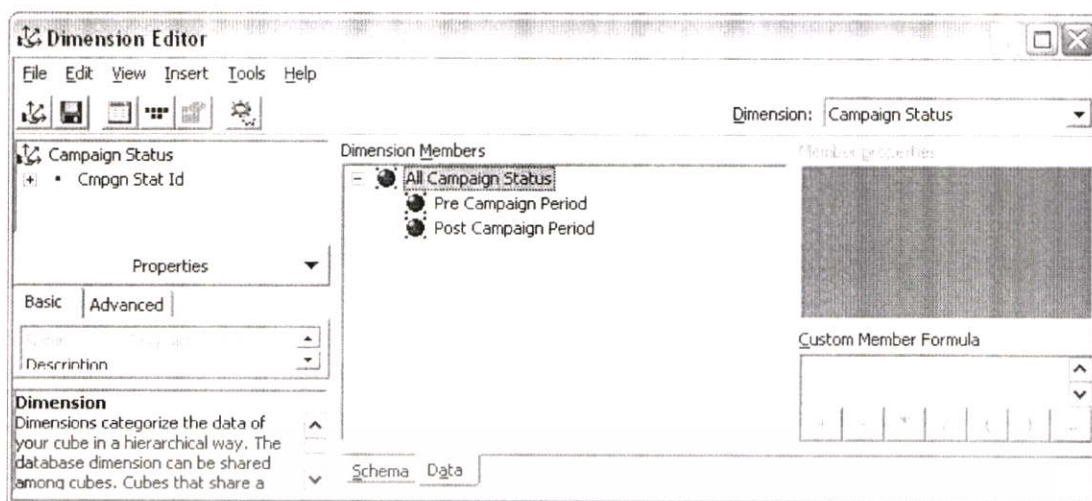 Dimension Editor
File Edit View Insert Tools Help
Dimension: Campaign Status
Campaign Status
Cmpgn Stat Id
Properties
Basic Advanced
Description
Dimension
Dimensions categorize the data of
your cube in a hierarchical way. The
database dimension can be shared
among cubes. Cubes that share a
Dimension Members
All Campaign Status
Pre Campaign Period
Post Campaign Period
Schema Data
Member properties
Custom Member Formula